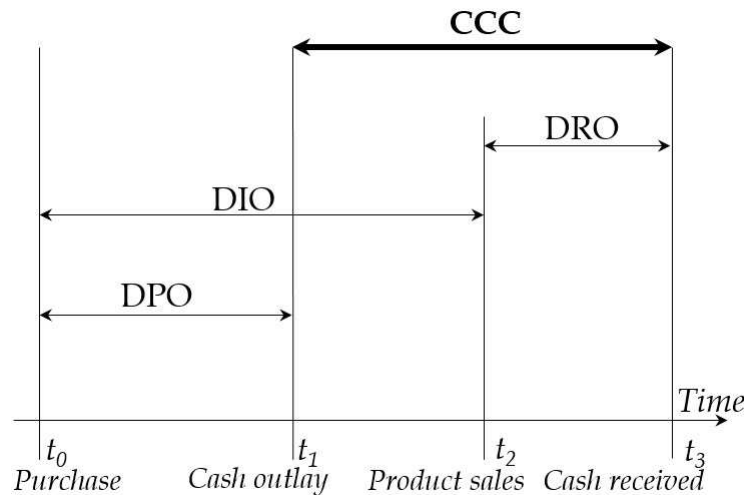 CCC
DRO
DIO
DPO
Time
t0 t1 t2 t3
Purchase Cash outlay Product sales Cash received